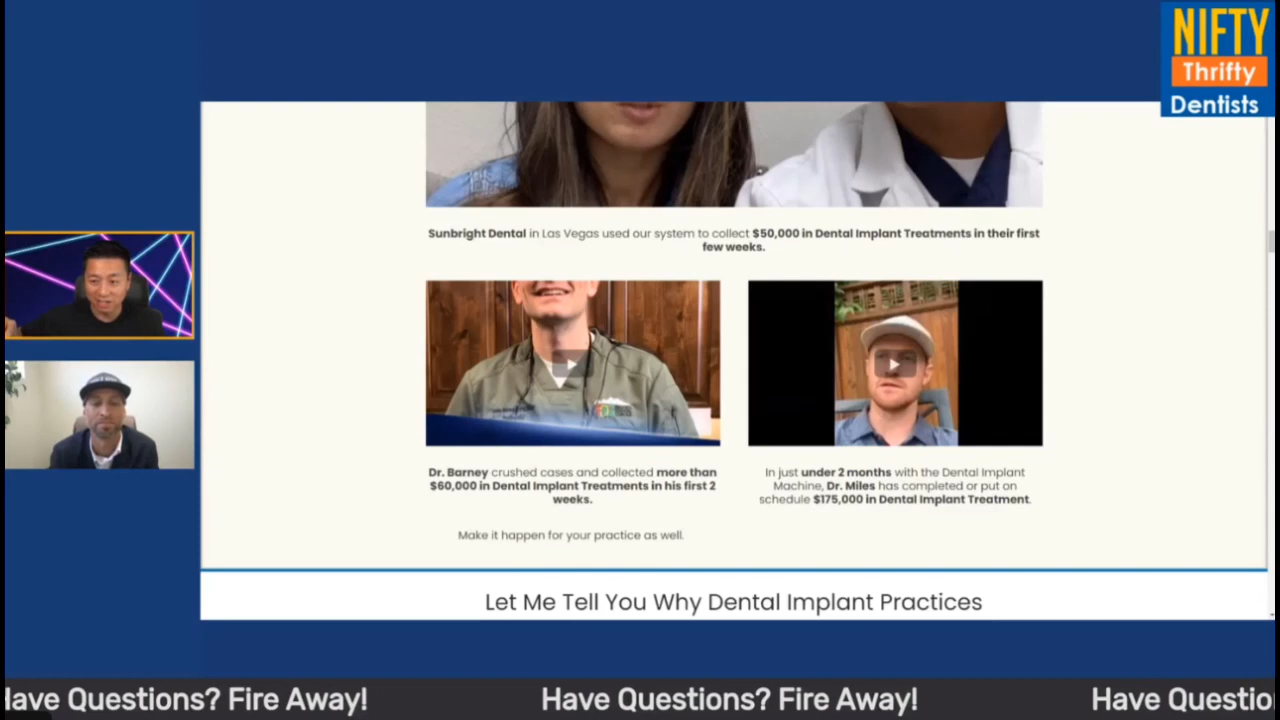 NIFTY
Thrifty
Dentists
Sunbright Dental in Las Vegas used our system to collect $50,000 in Dental Implant Treatments in their first
few weeks.
Dr. Barney crushed cases and collected more than
$60,000 in Dental Implant Treatments in his first 2
weeks.
In just under 2 months with the Dental Implant
Machine, Dr. Miles has completed or put on
schedule $175,000 in Dental Implant Treatment.
Make it happen for your practice as well.
Let Me Tell You Why Dental Implant Practices
Have Questions? Fire Away! Have Questions? Fire Away! Have Questio